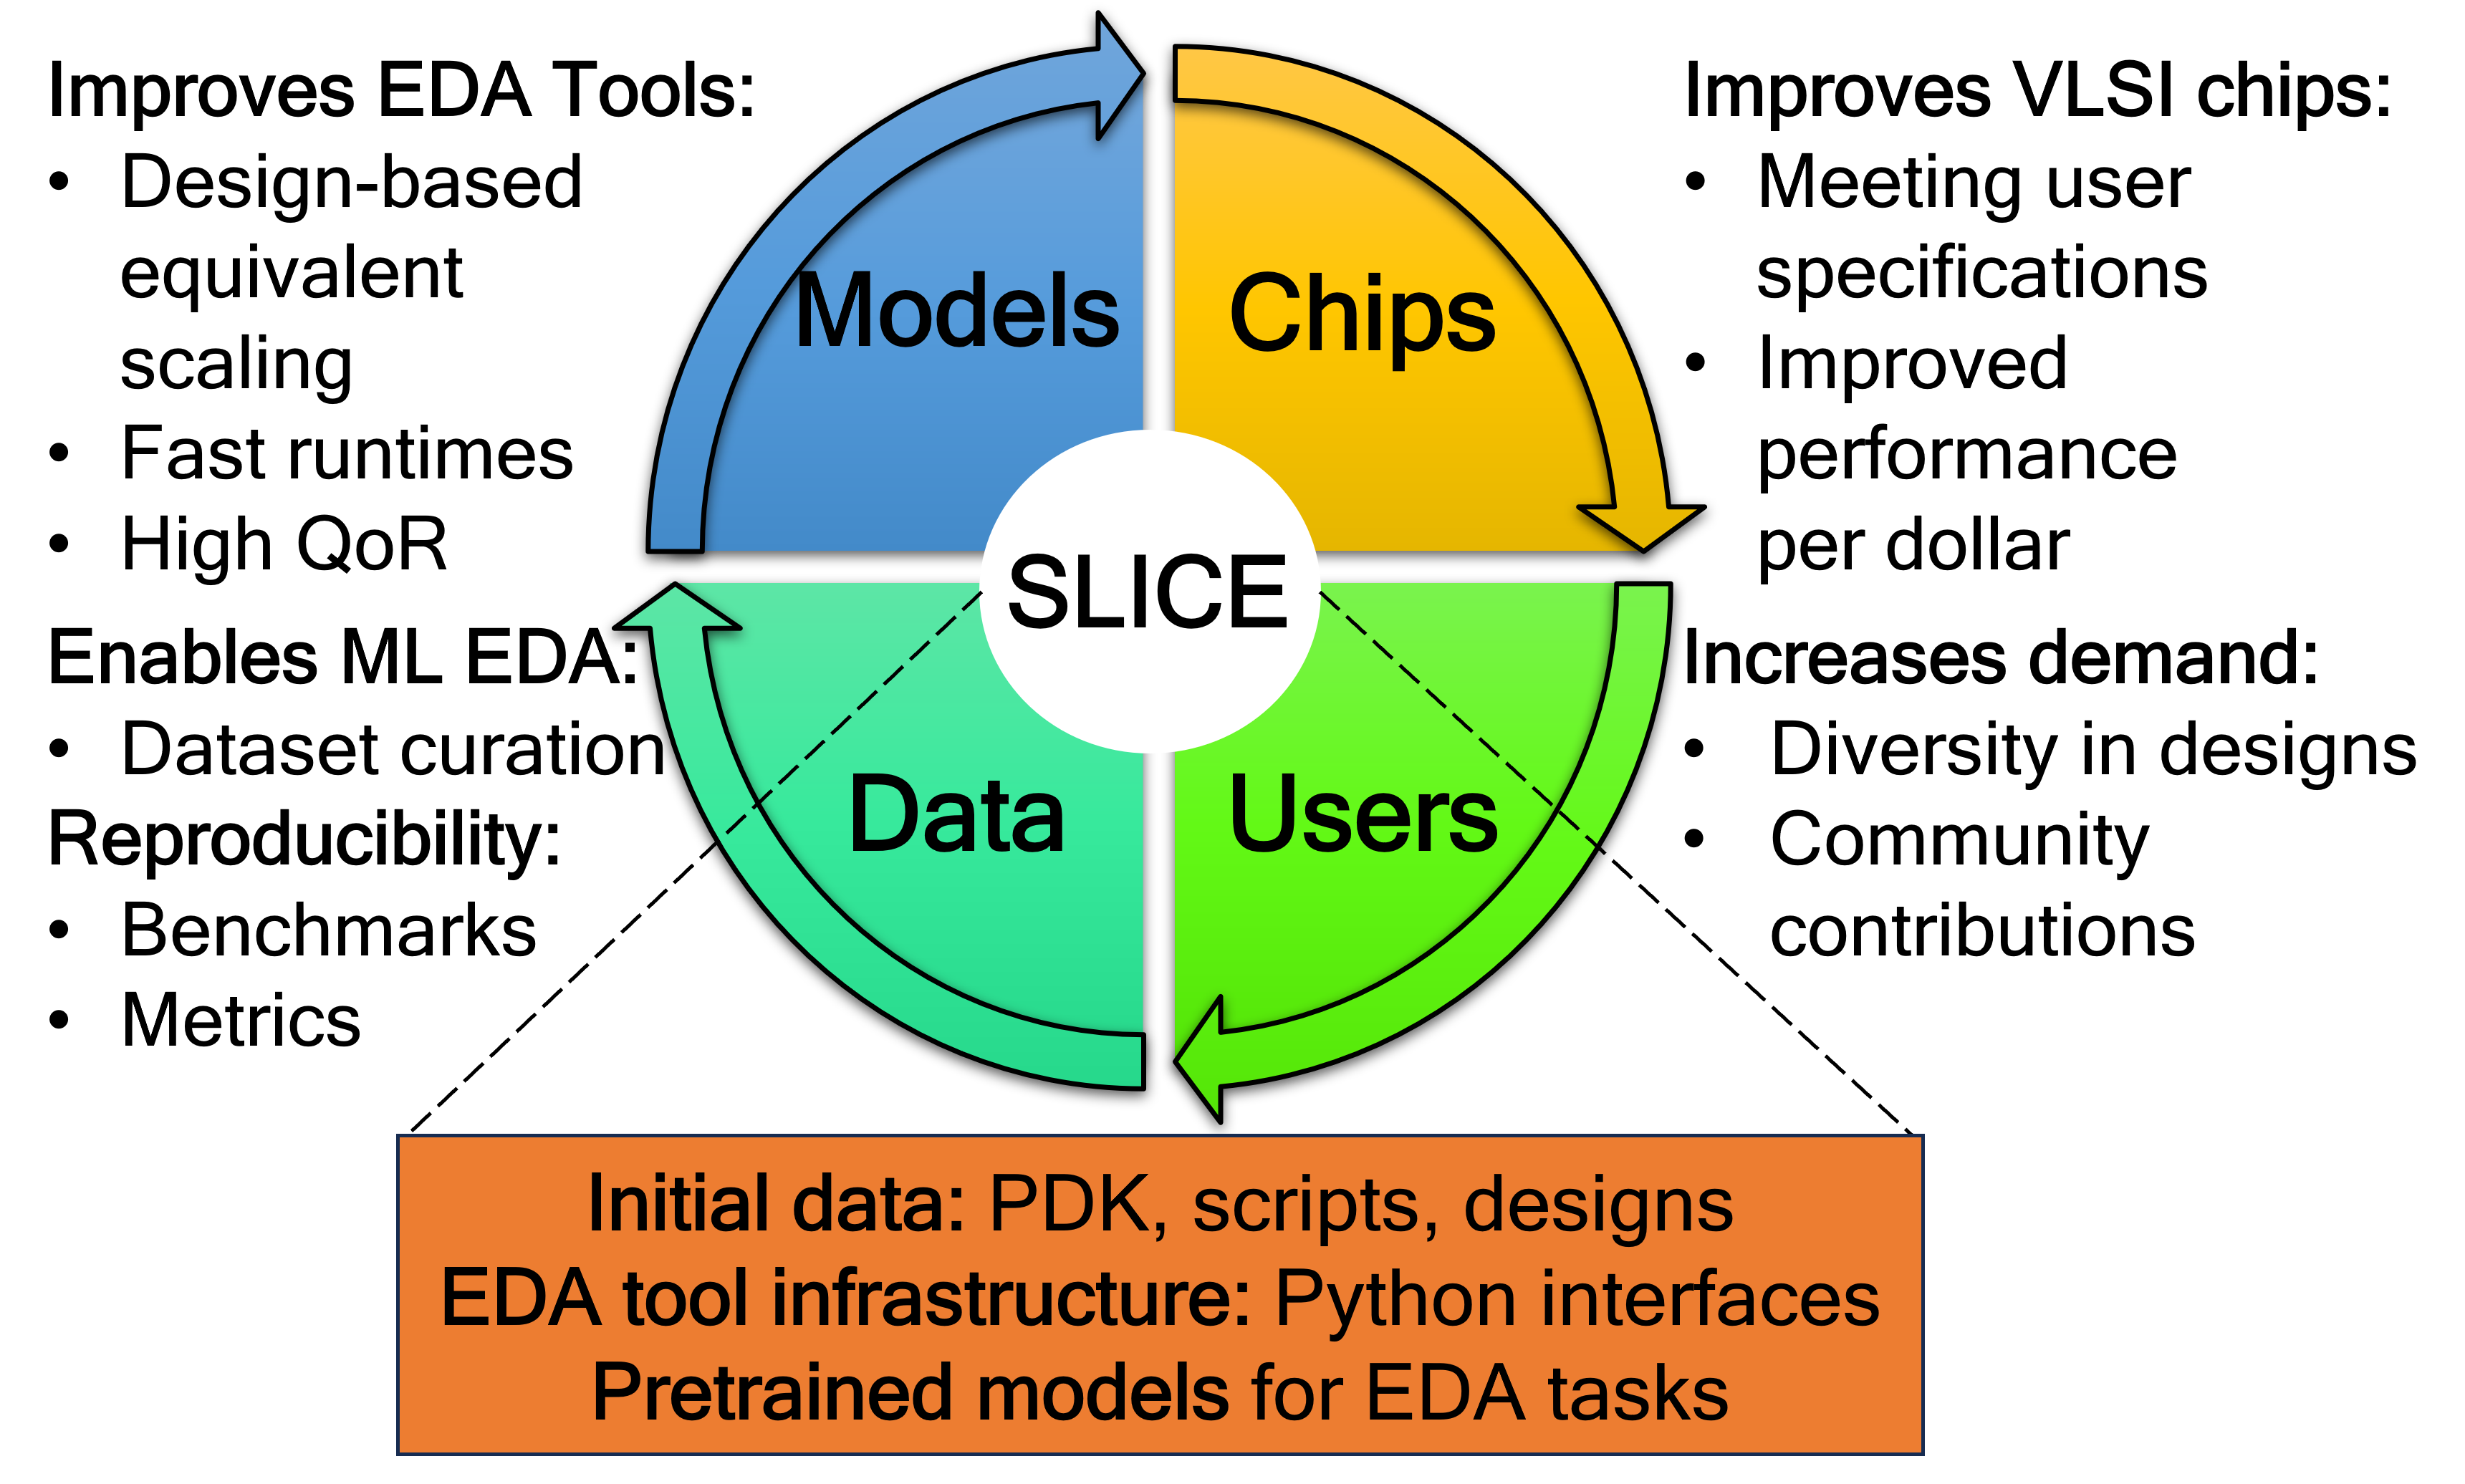 Improves EDA Tools:
• Design-based
equivalent
scaling
• Fast runtimes
• High QoR
Enables ML EDA:
• Dataset curation
Reproducibility:
• Benchmarks
• Metrics
Models
Chips
SLICE
Data
Users
Improves VLSI chips:
• Meeting user
specifications
• Improved
performance
per dollar
Increases demand:
• Diversity in designs
• Community
contributions
Initial data: PDK, scripts, designs
EDA tool infrastructure: Python interfaces
Pretrained models for EDA tasks